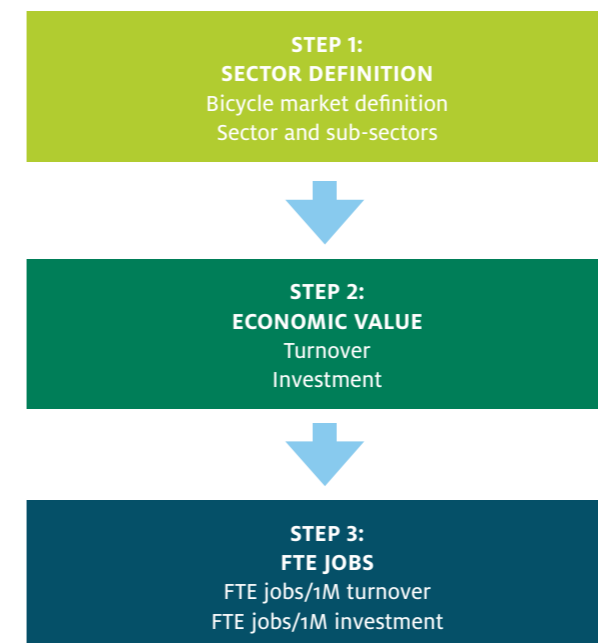 STEP 1:
SECTOR DEFINITION
Bicycle market definition
Sector and sub-sectors
STEP 2:
ECONOMIC VALUE
Turnover
Investment
STEP 3:
FTE JOBS
FTE jobs/1M turnover
FTE jobs/1M investment